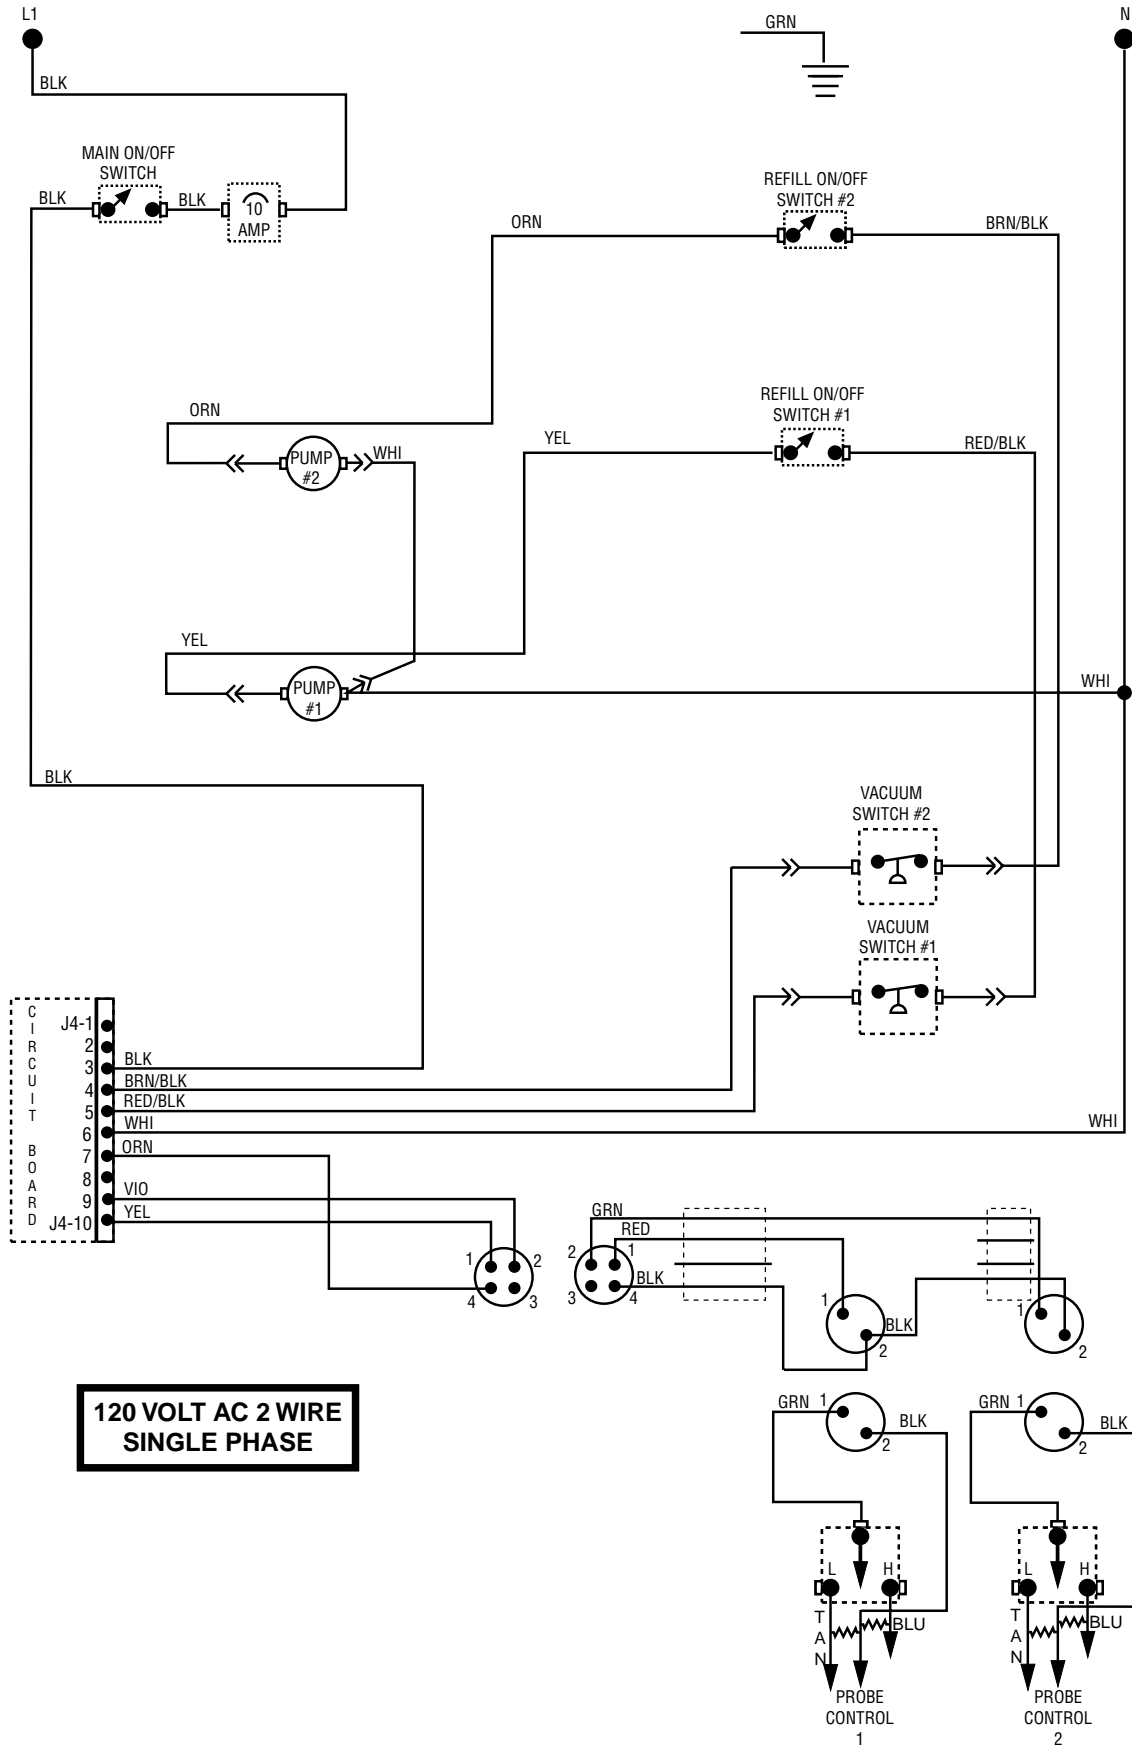 L1
GRN
N
BLK
MAIN ON/OFF
SWITCH
BLK
BLK
10
AMP
REFILL ON/OFF
SWITCH #2
ORN
BRN/BLK
REFILL ON/OFF
SWITCH #1
ORN
YEL
RED/BLK
PUMP
#2
WHI
YEL
PUMP
#1
WHI
BLK
VACUUM
SWITCH #2
VACUUM
SWITCH #1
CIRCUIT BOARD
J4-1
2
3
BLK
4
BRN/BLK
5
RED/BLK
6
WHI
WHI
7
ORN
8
9
VIO
J4-10
YEL
1
2
4
3
GRN
RED
2
1
BLK
3
4
1
BLK
2
1
2
120 VOLT AC 2 WIRE
SINGLE PHASE
GRN
1
BLK
2
GRN
1
BLK
2
L
H
TAN
BLU
PROBE
CONTROL
1
L
H
TAN
BLU
PROBE
CONTROL
2